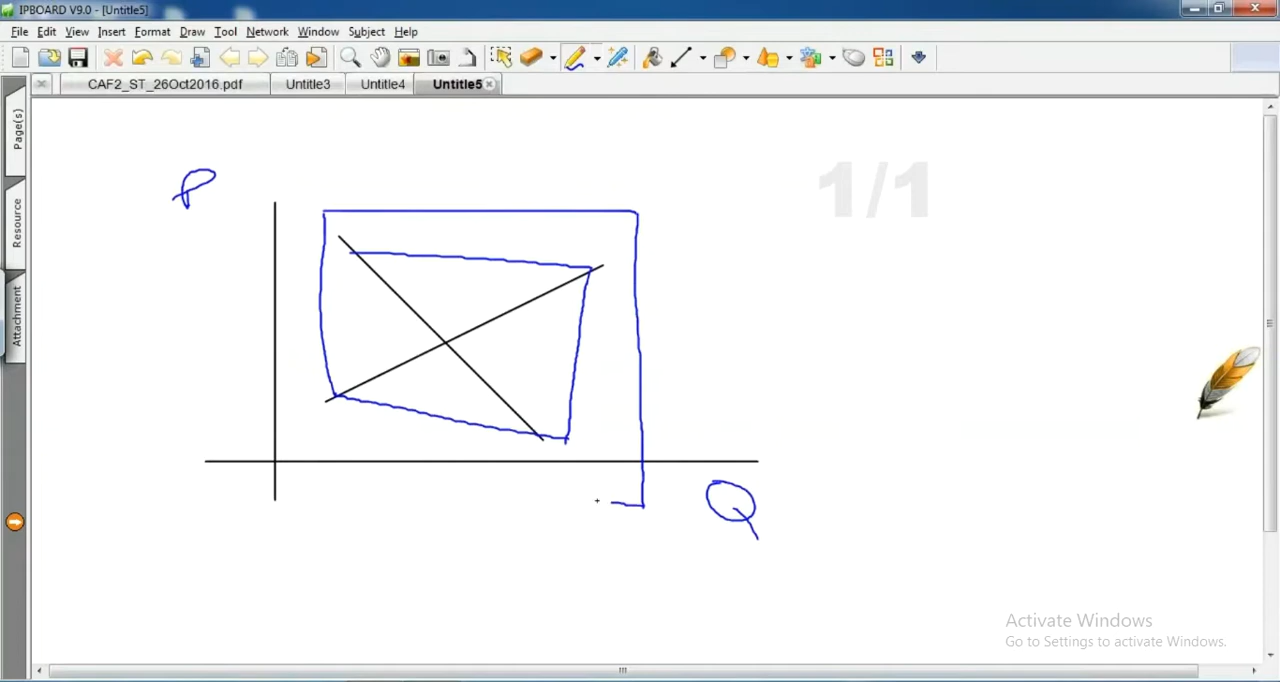 IPBOARD V9.0 - [Untitle5]
File Edit View Insert Format Draw Tool Network Window Subject Help
CAF2_ST_26Oct2016.pdf Untitle3 Untitle4 Untitle5
Page(s)
Resource
Attachment
1/1
P
Q
Activate Windows
Go to Settings to activate Windows.